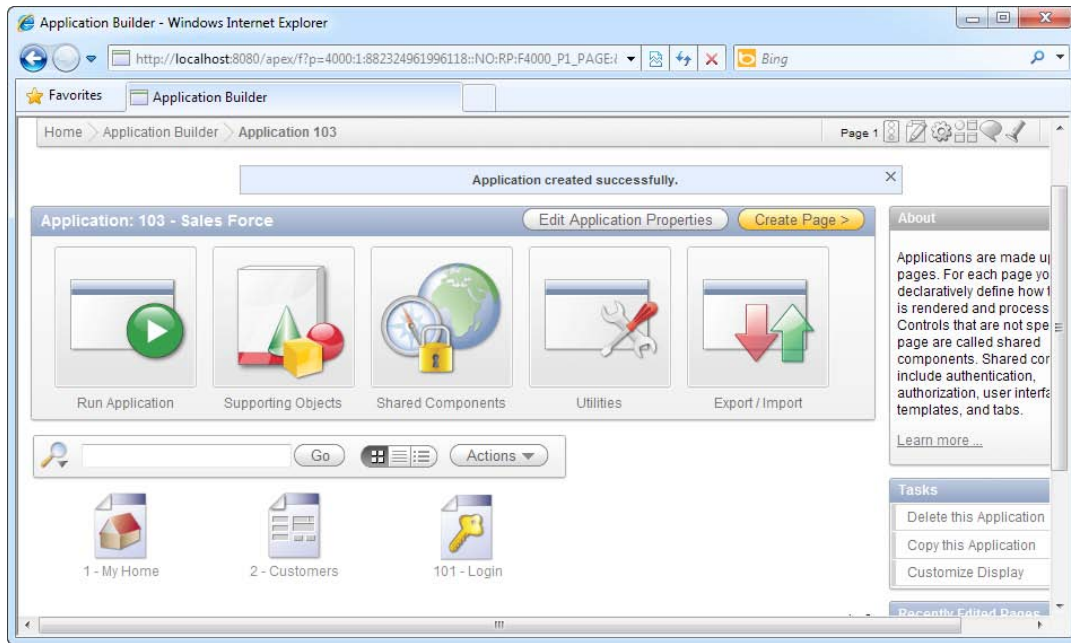 Application Builder - Windows Internet Explorer
http://localhost:8080/apex/f?p=4000:1:882324961996118::NO:RP:F4000_P1_PAGE:
Bing
Favorites
Application Builder
Home Application Builder Application 103
Page 1
Application created successfully.
Application: 103 - Sales Force
Edit Application Properties
Create Page >
About
Applications are made
pages. For each page
declaratively define how
is rendered and
Controls that are not
page are called shared
components. Shared
include authentication,
authorization, user
templates, and tabs.
Learn more ...
Run Application
Supporting Objects
Shared Components
Utilities
Export / Import
Go
Actions
1 - My Home
2 - Customers
101 - Login
Tasks
Delete this Application
Copy this Application
Customize Display
Recently Edited Pages